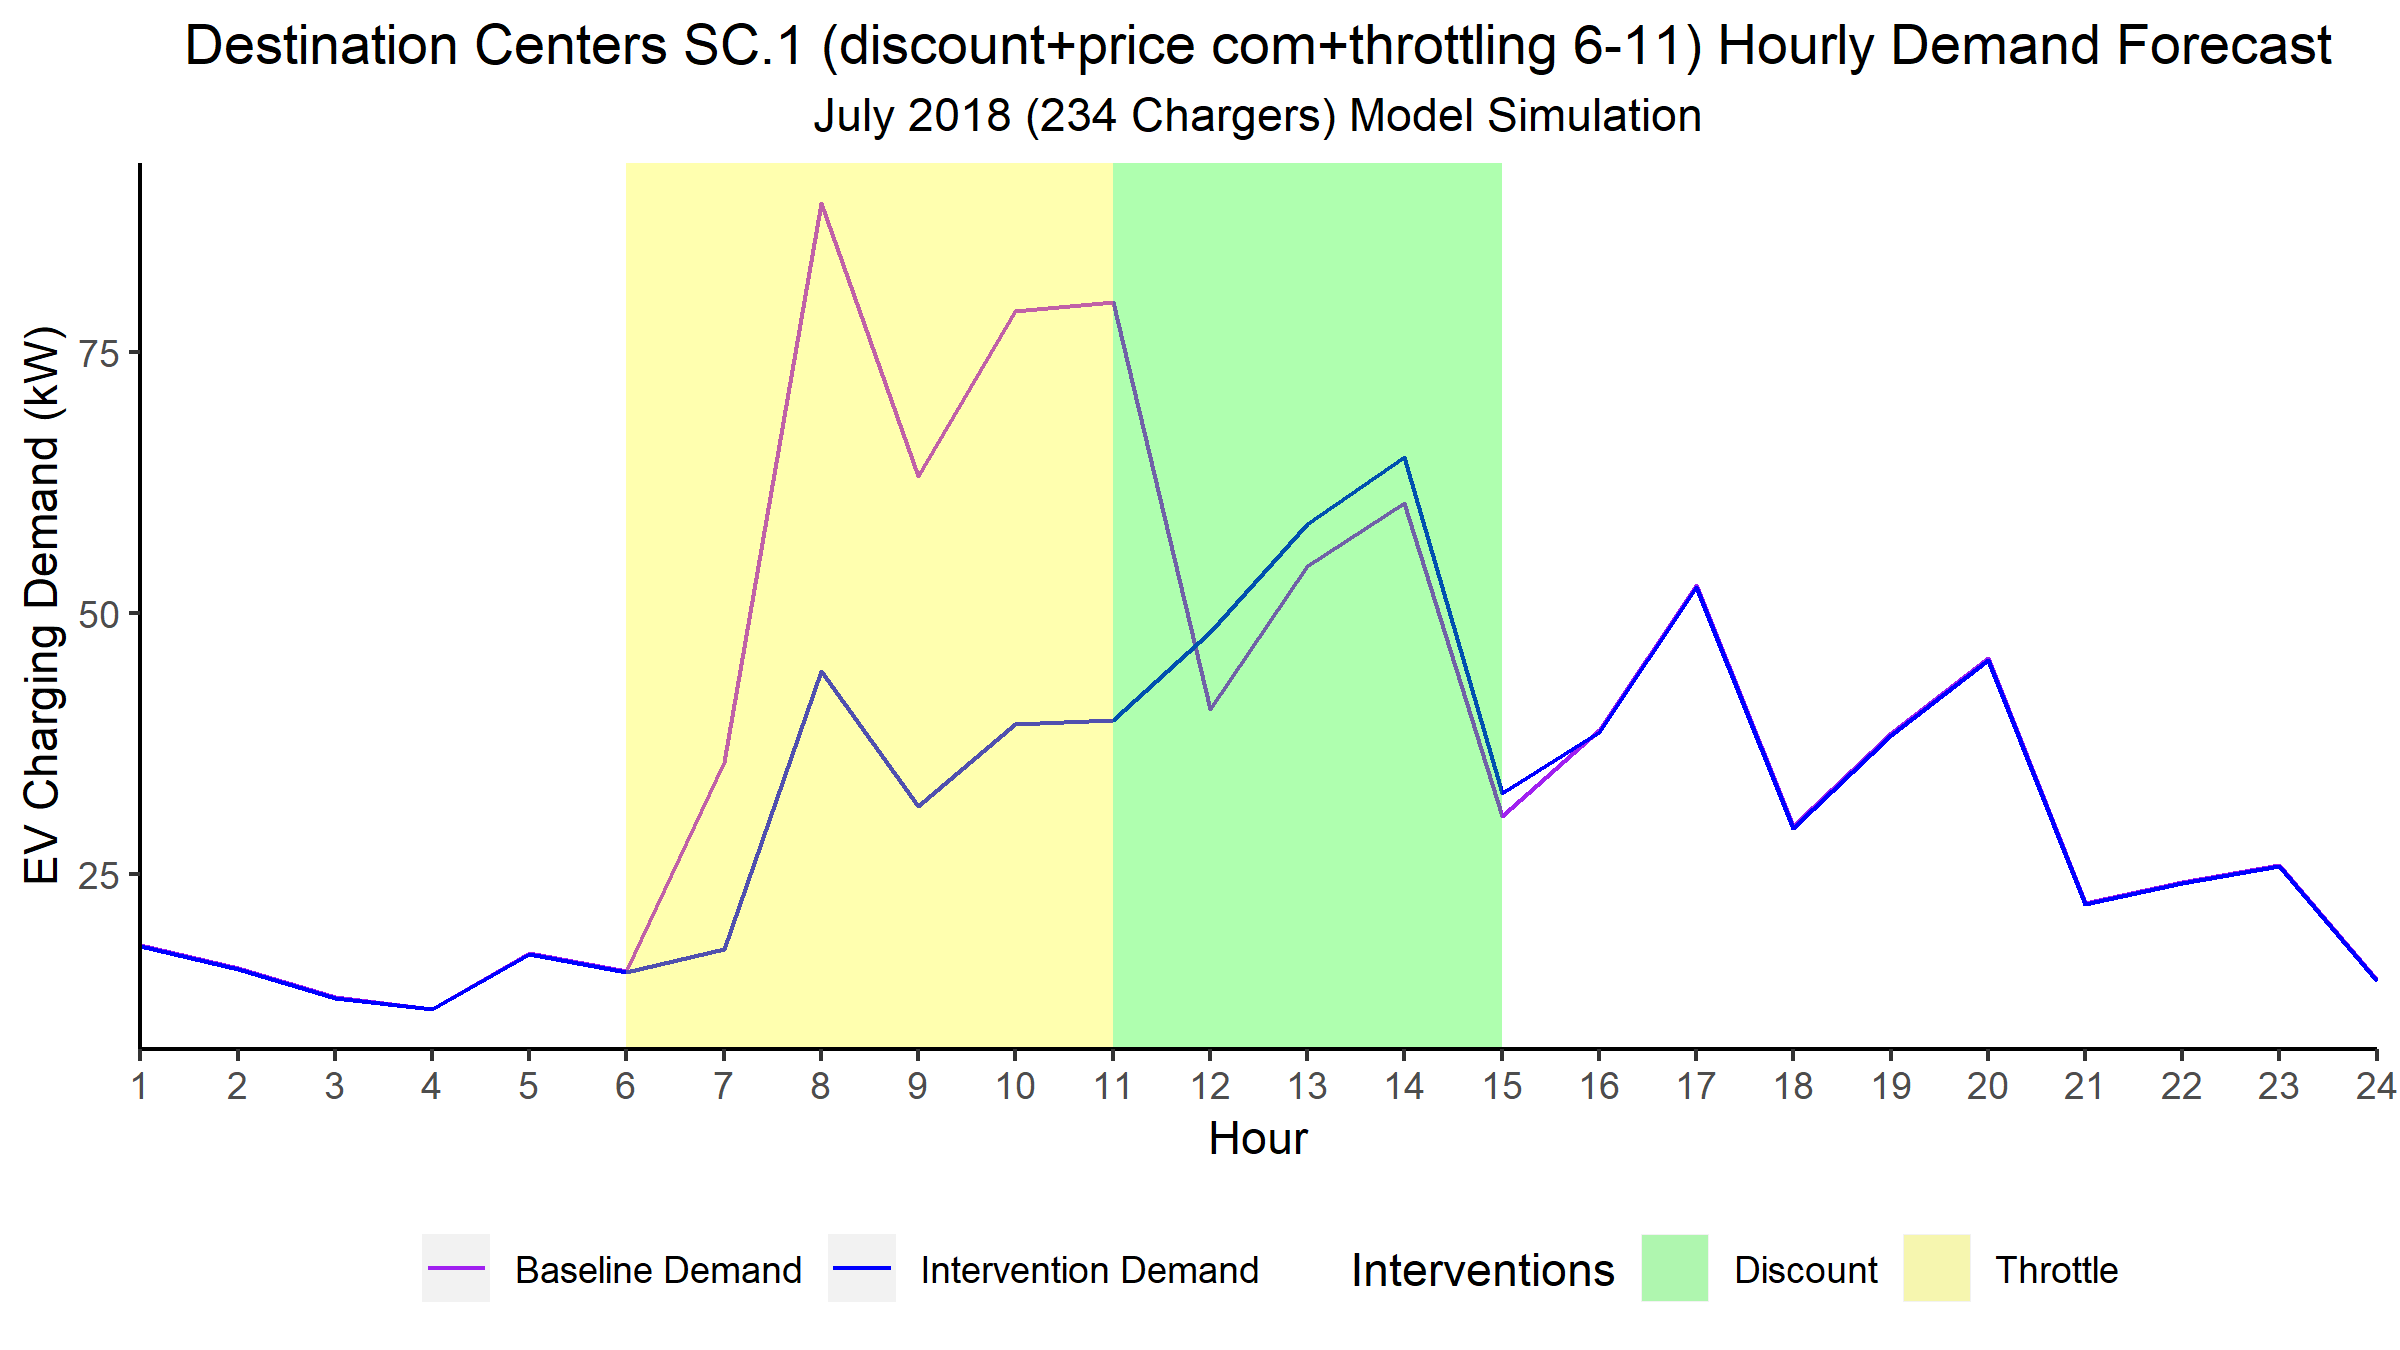 Destination Centers SC.1 (discount+price com+throttling 6-11) Hourly Demand Forecast
July 2018 (234 Chargers) Model Simulation
EV Charging Demand (kW)
75
50
25
1 2 3 4 5 6 7 8 9 10 11 12 13 14 15 16 17 18 19 20 21 22 23 24
Hour
Baseline Demand Intervention Demand Interventions Discount Throttle